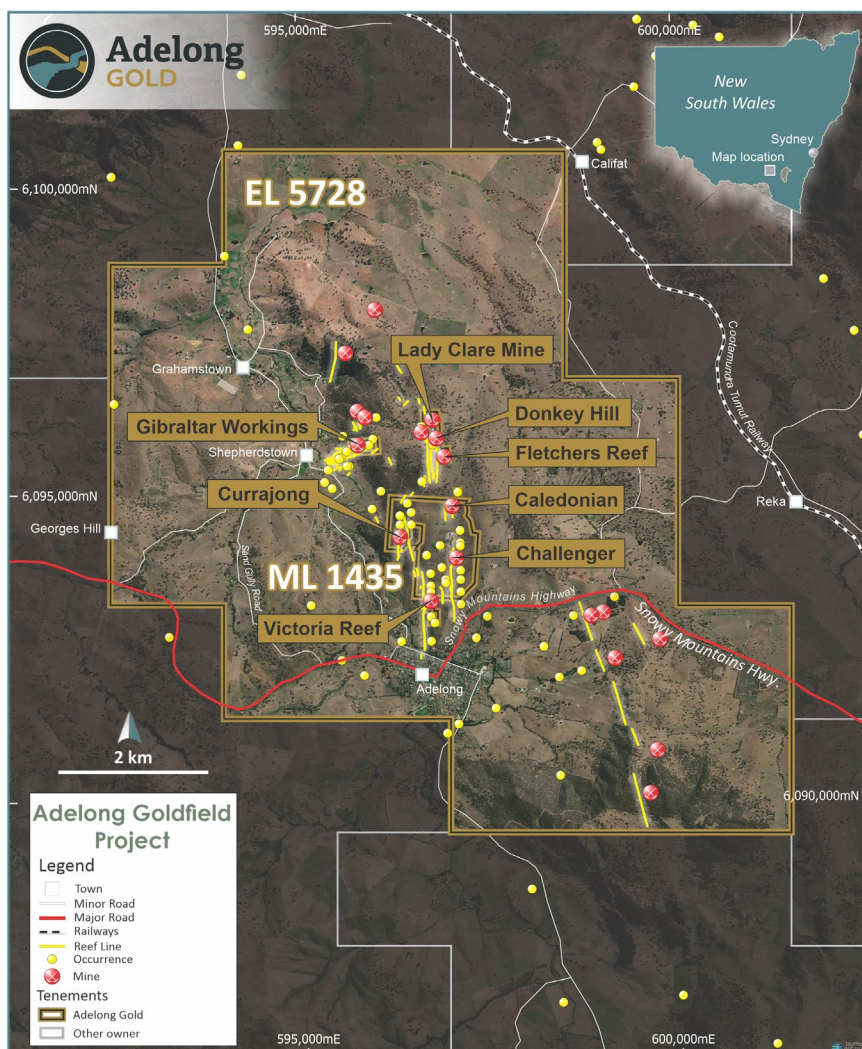 Adelong
GOLD
595,000mE
600,000mE
New
South Wales
Sydney
Map location
Califat
6,100,000mN
EL 5728
Cootamundra Tumut Railway
Lady Clare Mine
Grahamstown
Donkey Hill
Gibraltar Workings
Fletchers Reef
Shepherdstown
Currajong
Caledonian
6,095,000mN
Reka
Georges Hill
Challenger
ML 1435
Sand Gully Road
Snowy Mountains Highway
Victoria Reef
Snowy Mountains Hwy.
Adelong
2 km
6,090,000mN
Adelong Goldfield
Project
Legend
Town
Minor Road
Major Road
Railways
Reef Line
Occurrence
Mine
Tenements
Adelong Gold
Other owner
595,000mE
600,000mE